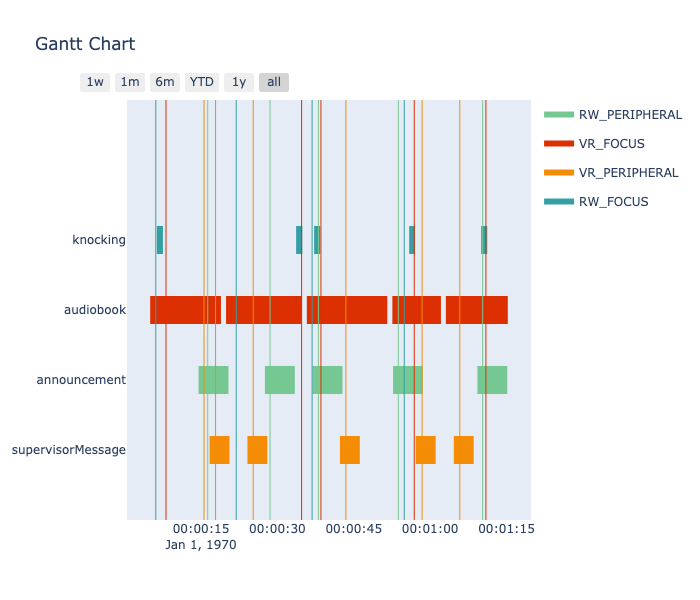 Gantt Chart
1w 1m 6m YTD 1y all
RW_PERIPHERAL
VR_FOCUS
VR_PERIPHERAL
RW_FOCUS
knocking
audiobook
announcement
supervisorMessage
00:00:15 00:00:30 00:00:45 00:01:00 00:01:15
Jan 1, 1970